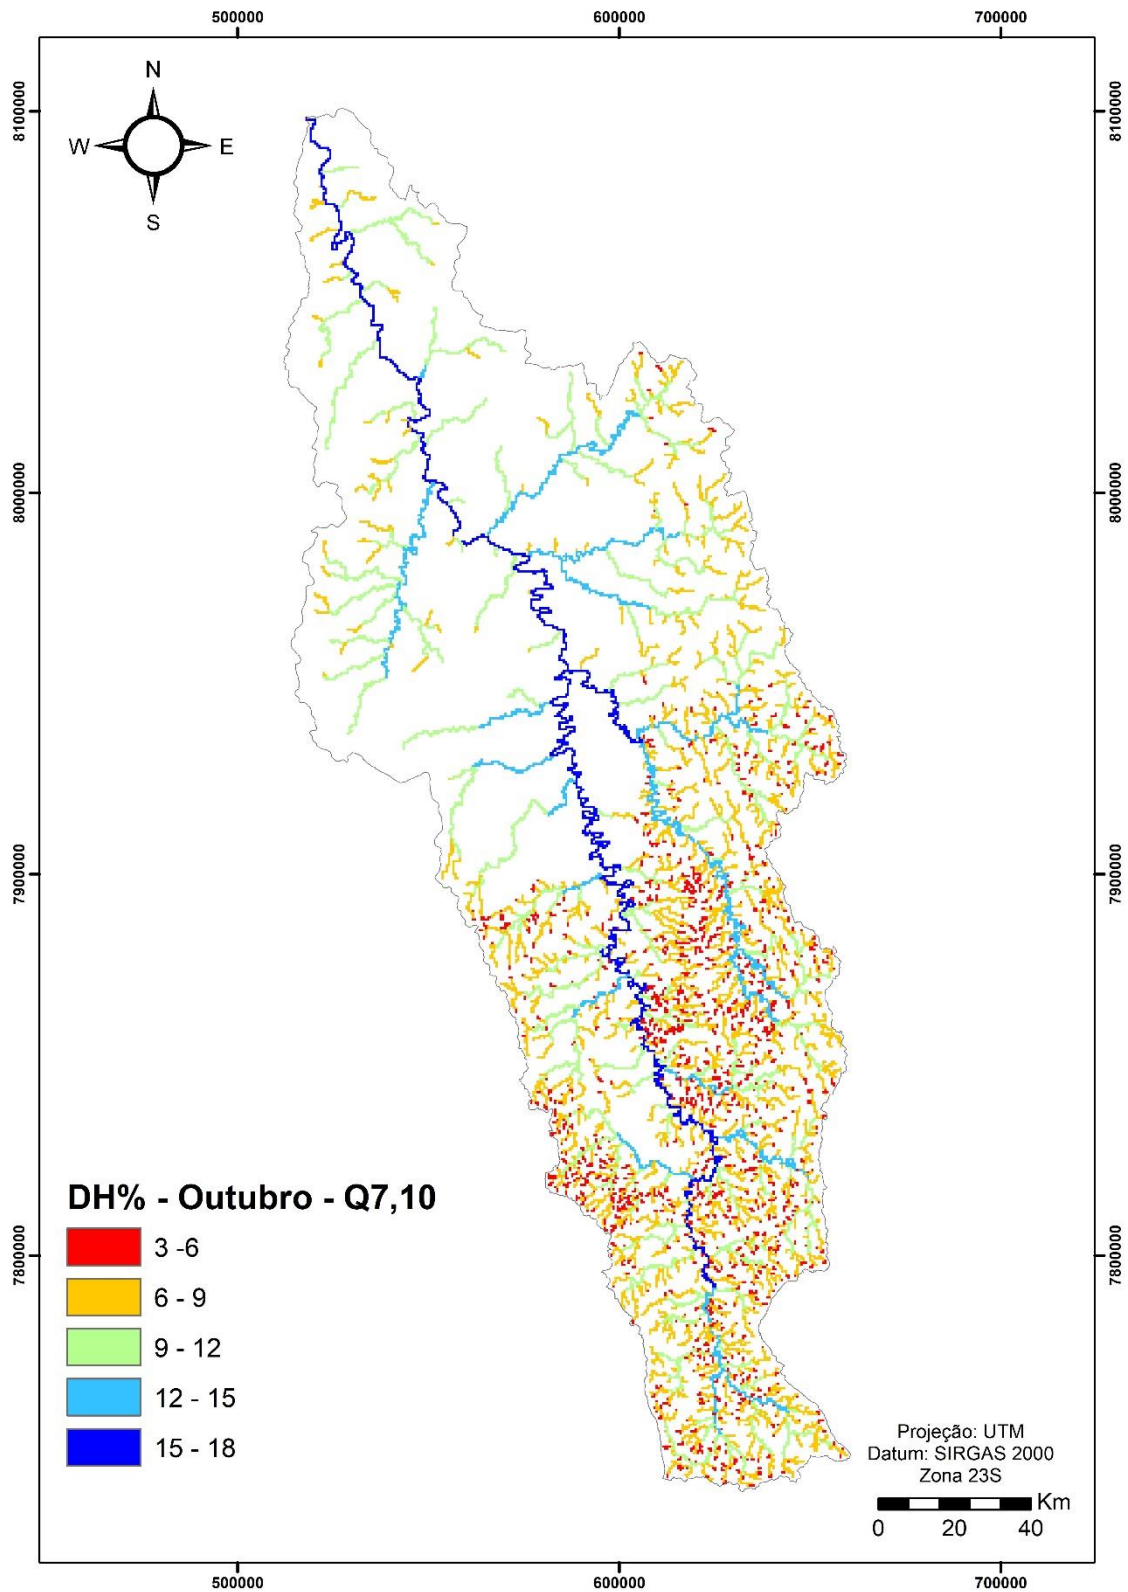 500000
600000
700000
N
W
E
S
8100000
8100000
8000000
8000000
7900000
7900000
7800000
7800000
DH% - Outubro - Q7,10
3 -6
6 - 9
9 - 12
12 - 15
15 - 18
Projeção: UTM
Datum: SIRGAS 2000
Zona 23S
Km
0 20 40
500000
600000
700000